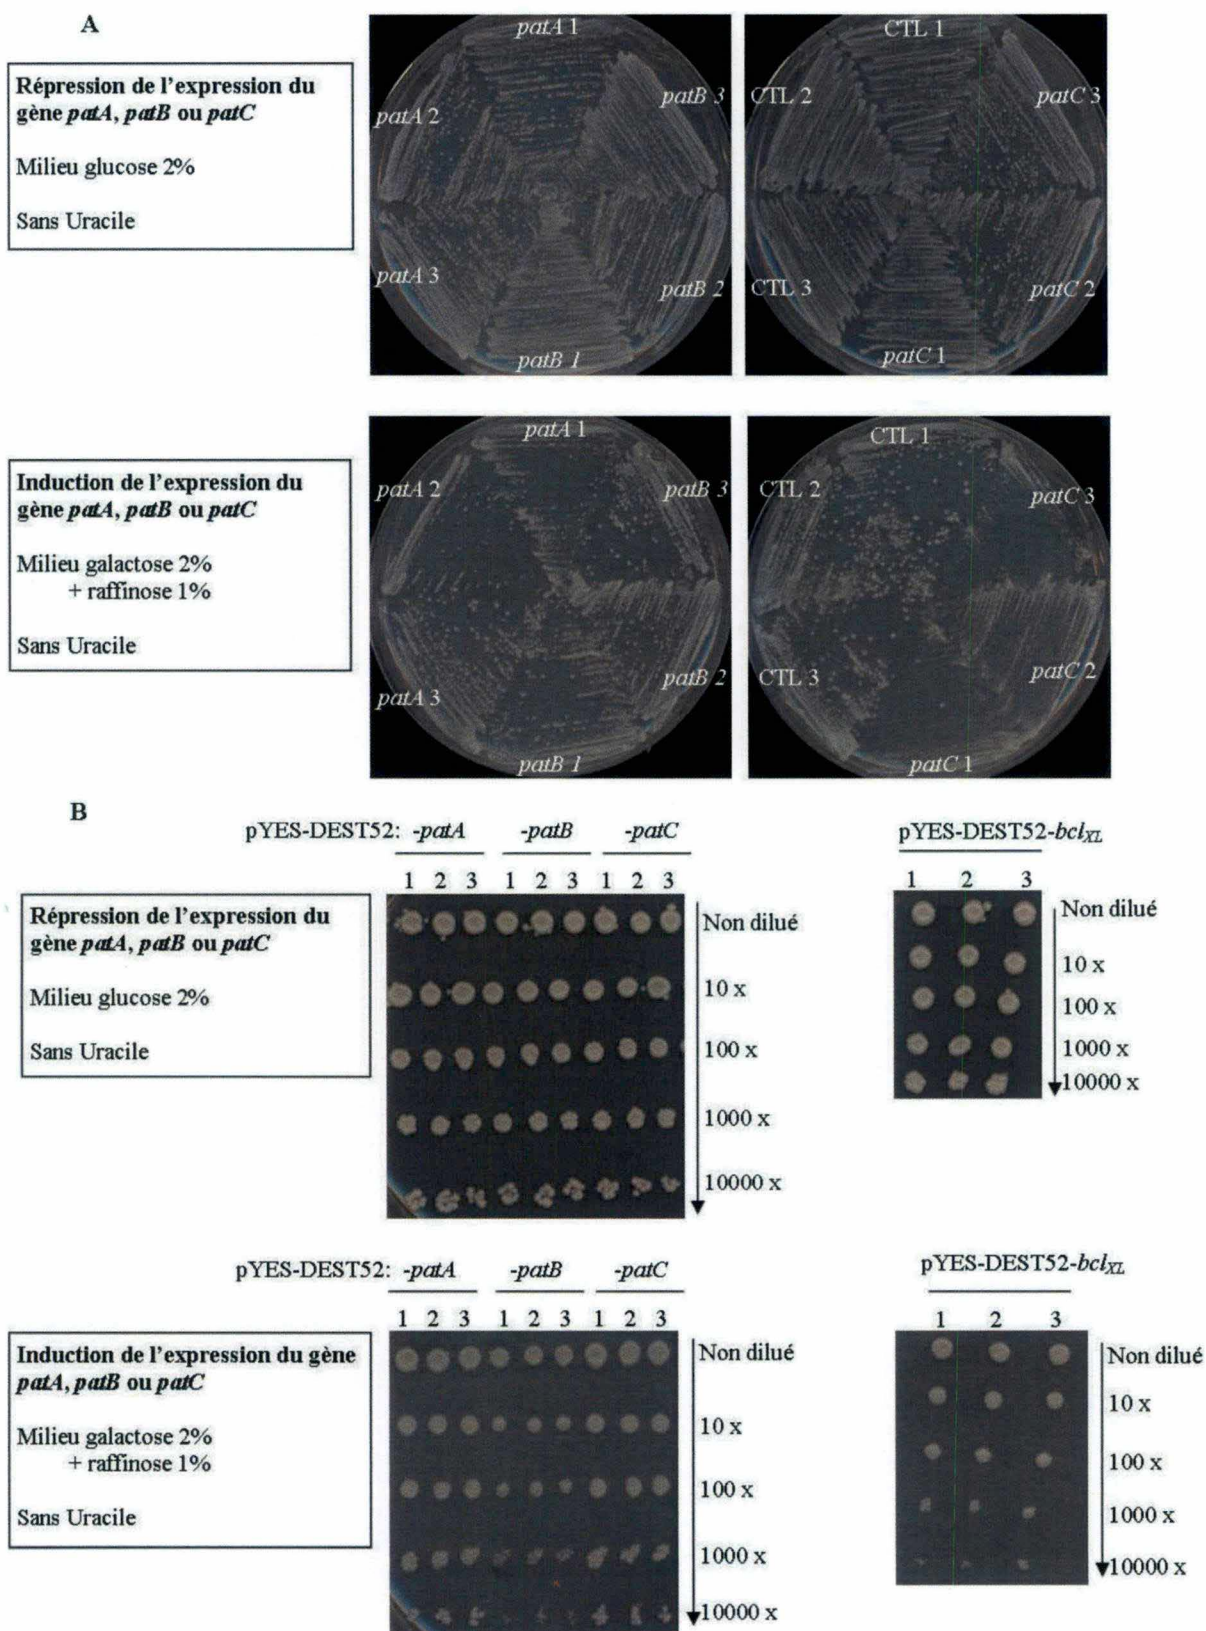 A
Répression de l'expression du
gène patA, patB ou patC
Milieu glucose 2%
Sans Uracile
patA 1
patA 2
patB 3
patA 3
patB 2
patB 1
CTL 1
CTL 2
patC 3
CTL 3
patC 2
patC 1
Induction de l'expression du
gène patA, patB ou patC
Milieu galactose 2%
+ raffinose 1%
Sans Uracile
patA 1
patA 2
patB 3
patA 3
patB 2
patB 1
CTL 1
CTL 2
patC 3
CTL 3
patC 2
patC 1
B
pYES-DEST52: -patA -patB -patC
1 2 3 1 2 3 1 2 3
Répression de l'expression du
gène patA, patB ou patC
Milieu glucose 2%
Sans Uracile
Non dilué
10 x
100 x
1000 x
10000 x
pYES-DEST52-bclXL
1 2 3
Non dilué
10 x
100 x
1000 x
10000 x
pYES-DEST52: -patA -patB -patC
1 2 3 1 2 3 1 2 3
Induction de l'expression du gène
patA, patB ou patC
Milieu galactose 2%
+ raffinose 1%
Sans Uracile
Non dilué
10 x
100 x
1000 x
10000 x
pYES-DEST52-bclXL
1 2 3
Non dilué
10 x
100 x
1000 x
10000 x